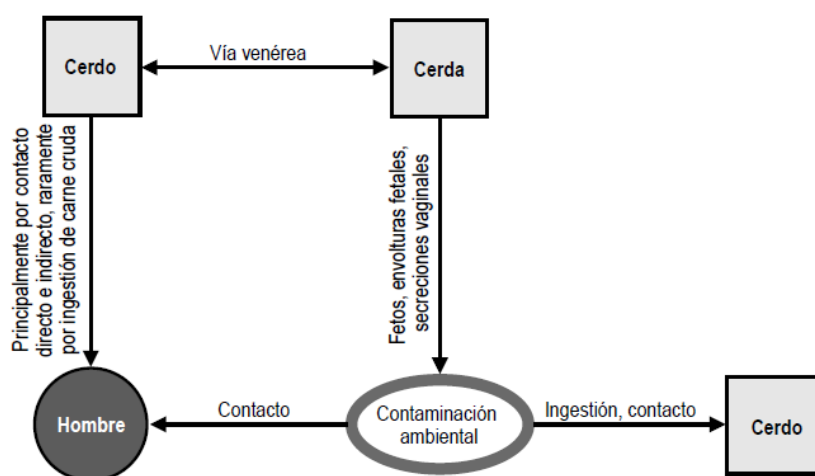 Vía venérea
Cerdo
Cerda
Principalmente por contacto
directo e indirecto, raramente
por ingestión de carne cruda
Fetos, envolturas fetales,
secreciones vaginales
Hombre
Contacto
Contaminación
ambiental
Ingestión, contacto
Cerdo